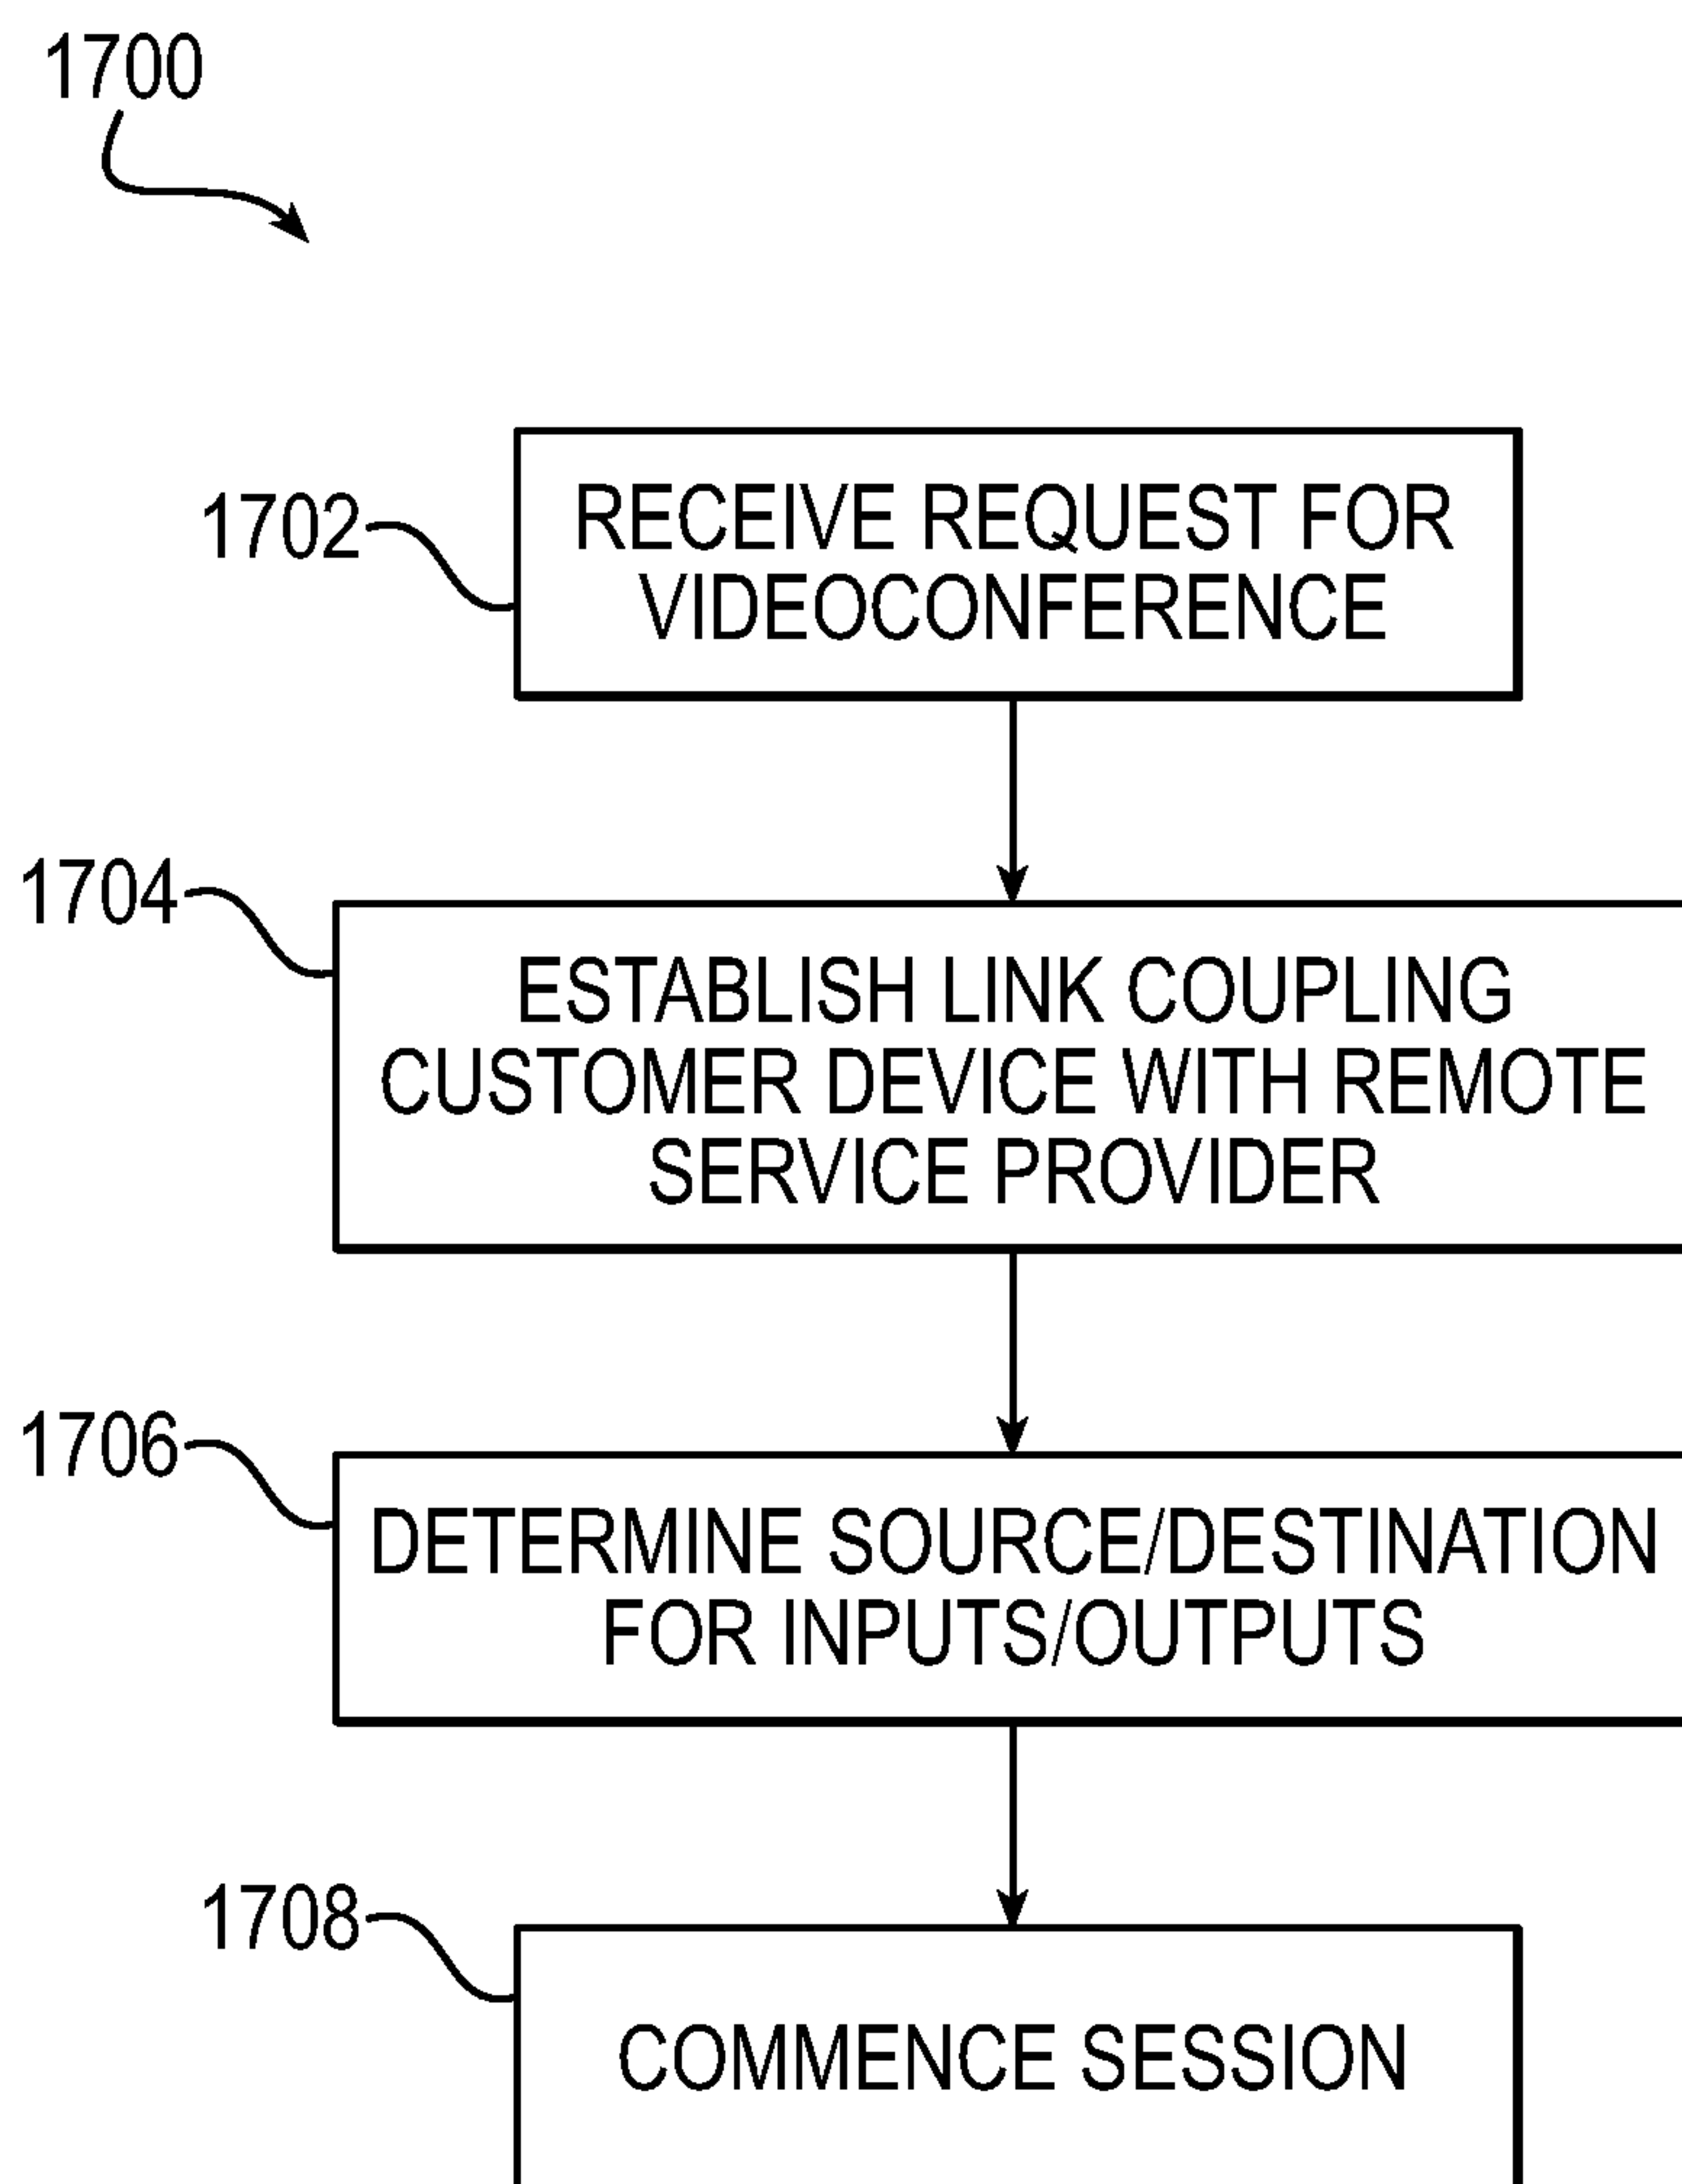 1700
1702
RECEIVE REQUEST FOR
VIDEOCONFERENCE
1704
ESTABLISH LINK COUPLING
CUSTOMER DEVICE WITH REMOTE
SERVICE PROVIDER
1706
DETERMINE SOURCE/DESTINATION
FOR INPUTS/OUTPUTS
1708
COMMENCE SESSION